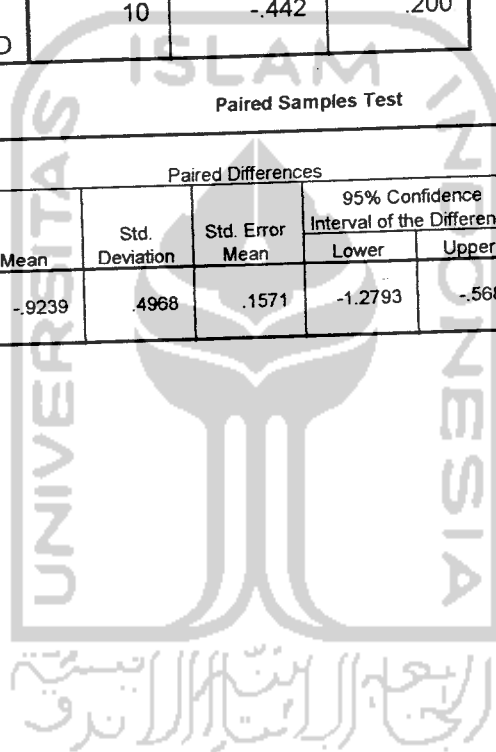 10 -.442 .200
D
ISLAM
Paired Samples Test
Paired Differences
95% Confidence
Std. Std. Error Interval of the Differen
Mean Deviation Mean Lower Upper
-.9239 .4968 .1571 -1.2793 -.568
UNIVERSITAS
INDONESIA